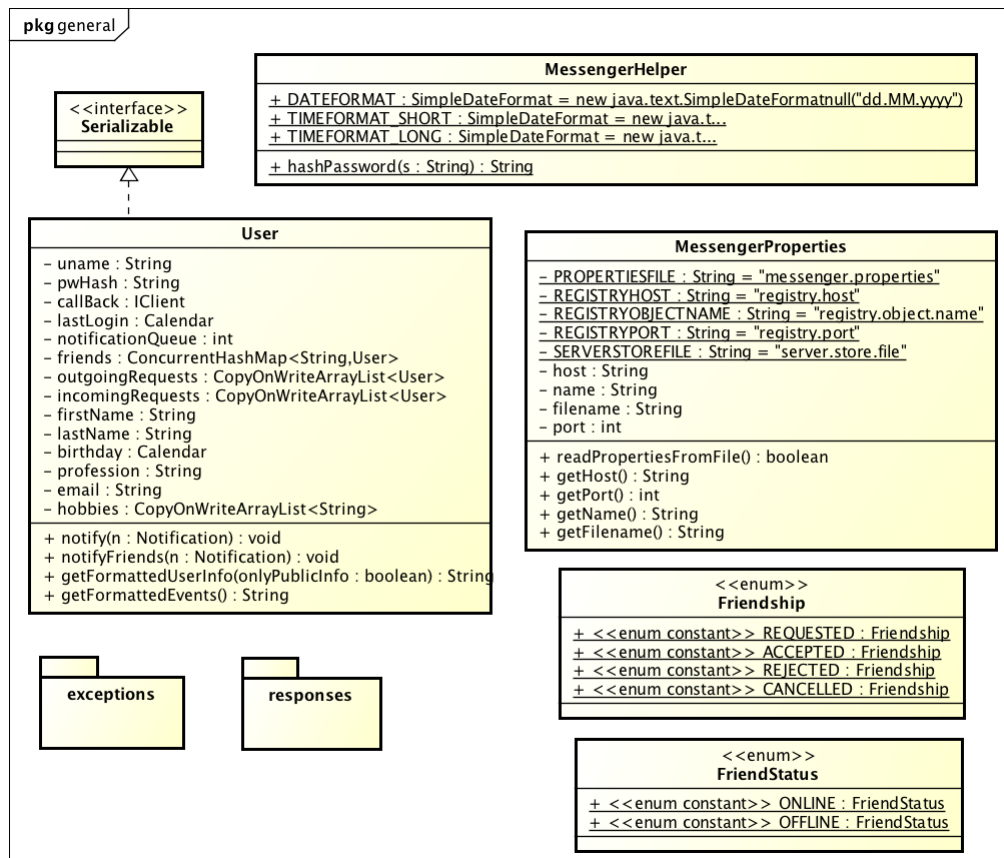 pkg general
<<interface>>
Serializable
MessengerHelper
+ DATEFORMAT : SimpleDateFormat = new java.text.SimpleDateFormatnull("dd.MM.yyyy")
+ TIMEFORMAT_SHORT : SimpleDateFormat = new java.t...
+ TIMEFORMAT_LONG : SimpleDateFormat = new java.t...
+ hashPassword(s : String) : String
User
- uname : String
- pwHash : String
- callBack : IClient
- lastLogin : Calendar
- notificationQueue : int
- friends : ConcurrentHashMap<String,User>
- outgoingRequests : CopyOnWriteArrayList<User>
- incomingRequests : CopyOnWriteArrayList<User>
- firstName : String
- lastName : String
- birthday : Calendar
- profession : String
- email : String
- hobbies : CopyOnWriteArrayList<String>
+ notify(n : Notification) : void
+ notifyFriends(n : Notification) : void
+ getFormattedUserInfo(onlyPublicInfo : boolean) : String
+ getFormattedEvents() : String
MessengerProperties
- PROPERTIESFILE : String = "messenger.properties"
- REGISTRYHOST : String = "registry.host"
- REGISTRYOBJECTNAME : String = "registry.object.name"
- REGISTRYPORT : String = "registry.port"
- SERVERSTOREFILE : String = "server.store.file"
- host : String
- name : String
- filename : String
- port : int
+ readPropertiesFromFile() : boolean
+ getHost() : String
+ getPort() : int
+ getName() : String
+ getFilename() : String
<<enum>>
Friendship
+ <<enum constant>> REQUESTED : Friendship
+ <<enum constant>> ACCEPTED : Friendship
+ <<enum constant>> REJECTED : Friendship
+ <<enum constant>> CANCELLED : Friendship
exceptions
responses
<<enum>>
FriendStatus
+ <<enum constant>> ONLINE : FriendStatus
+ <<enum constant>> OFFLINE : FriendStatus